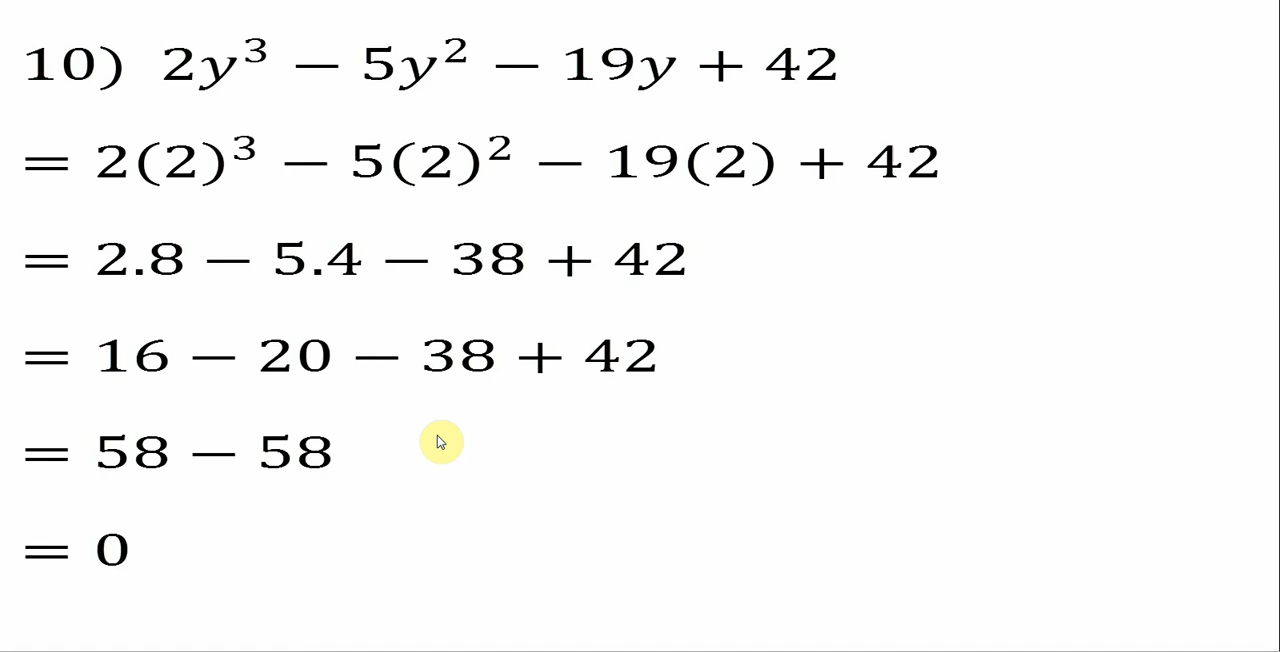 10) 2y³ − 5y² − 19y + 42
= 2(2)³ − 5(2)² − 19(2) + 42
= 2.8 − 5.4 − 38 + 42
= 16 − 20 − 38 + 42
= 58 − 58
= 0